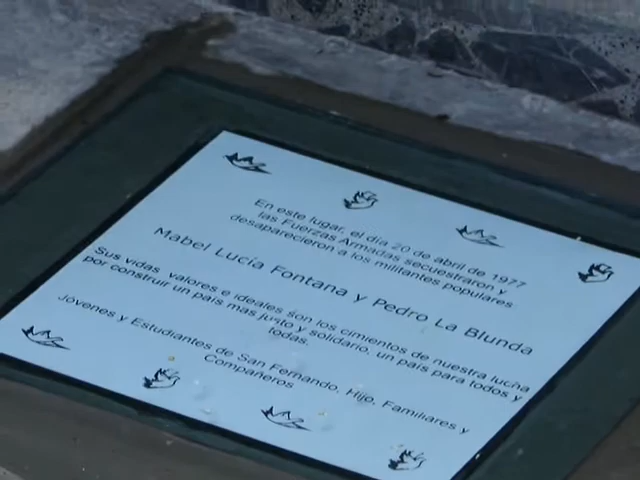 En este lugar, el día 20 de abril de 1977
las Fuerzas Armadas secuestraron y
desaparecieron a los militantes populares
Mabel Lucía Fontana y Pedro La Blunda
Sus vidas, valores e ideales son los cimientos de nuestra lucha
por construir un país mas justo y solidario, un país para todos y
todas.
Jóvenes y Estudiantes de San Fernando, Hijo, Familiares y
Compañeros